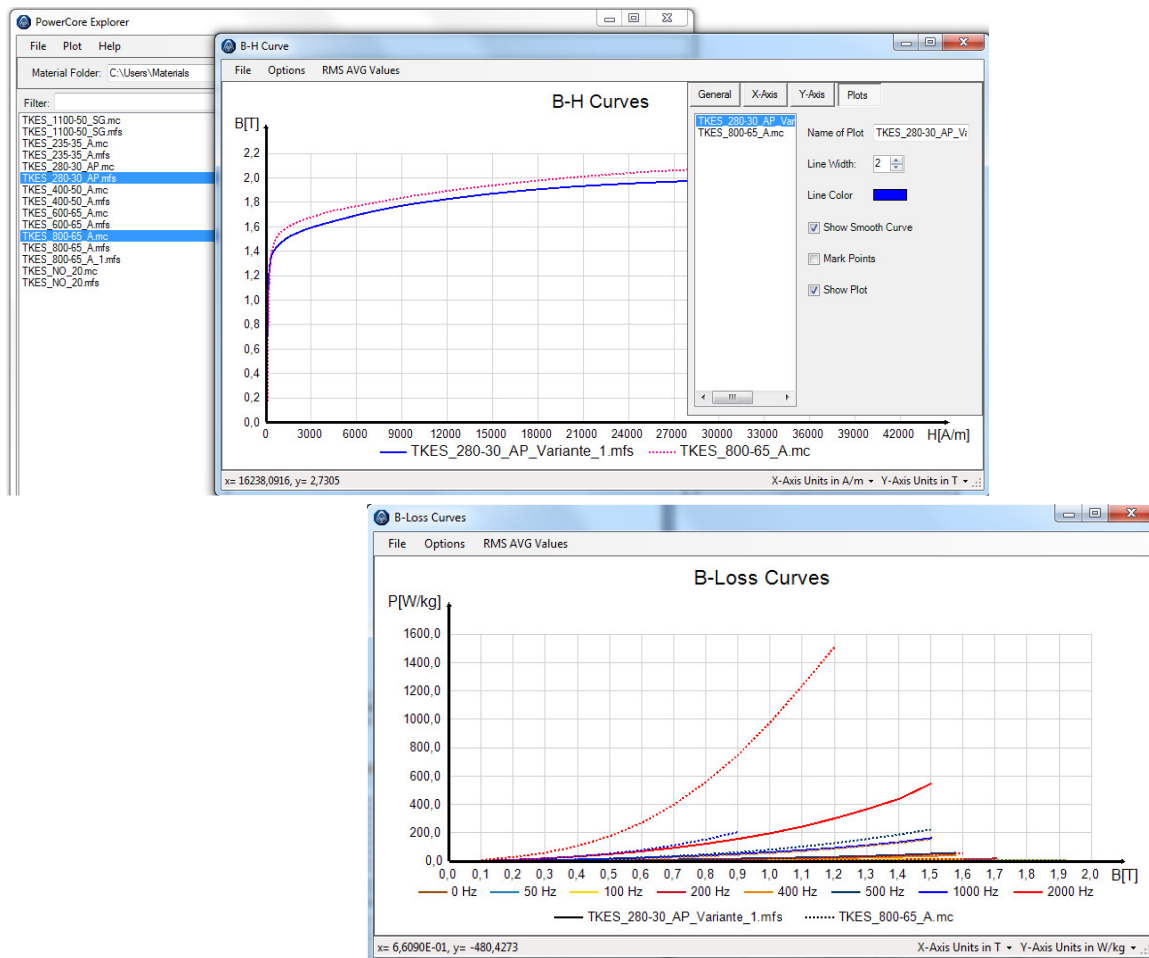 PowerCore Explorer
File Plot Help
Material Folder: C:\Users\Materials
Filter:
TKES_1100-50_SG.mc
TKES_1100-50_SG.mfs
TKES_235-35_A.mc
TKES_235-35_A.mfs
TKES_280-30_AP.mc
TKES_280-30_AP.mfs
TKES_400-50_A.mc
TKES_400-50_A.mfs
TKES_600-65_A.mc
TKES_600-65_A.mfs
TKES_800-65_A.mc
TKES_800-65_A.mfs
TKES_800-65_A_1.mfs
TKES_NO_20.mc
TKES_NO_20.mfs
B-H Curve
File Options RMS AVG Values
B-H Curves
B[T]
2,2
2,0
1,8
1,6
1,4
1,2
1,0
0,8
0,6
0,4
0,2
0,0
0 3000 6000 9000 12000 15000 18000 21000 24000 27000 30000 33000 36000 39000 42000 H[A/m]
TKES_280-30_AP_Variante_1.mfs TKES_800-65_A.mc
General X-Axis Y-Axis Plots
TKES_280-30_AP_Var
TKES_800-65_A.mc
Name of Plot TKES_280-30_AP_Va
Line Width: 2
Line Color
Show Smooth Curve
Mark Points
Show Plot
x= 16238,0916, y= 2,7305 X-Axis Units in A/m Y-Axis Units in T
B-Loss Curves
File Options RMS AVG Values
B-Loss Curves
P[W/kg]
1600,0
1400,0
1200,0
1000,0
800,0
600,0
400,0
200,0
0,0
0,0 0,1 0,2 0,3 0,4 0,5 0,6 0,7 0,8 0,9 1,0 1,1 1,2 1,3 1,4 1,5 1,6 1,7 1,8 1,9 2,0 B[T]
0 Hz 50 Hz 100 Hz 200 Hz 400 Hz 500 Hz 1000 Hz 2000 Hz
TKES_280-30_AP_Variante_1.mfs TKES_800-65_A.mc
x= 6,6090E-01, y= -480,4273 X-Axis Units in T Y-Axis Units in W/kg